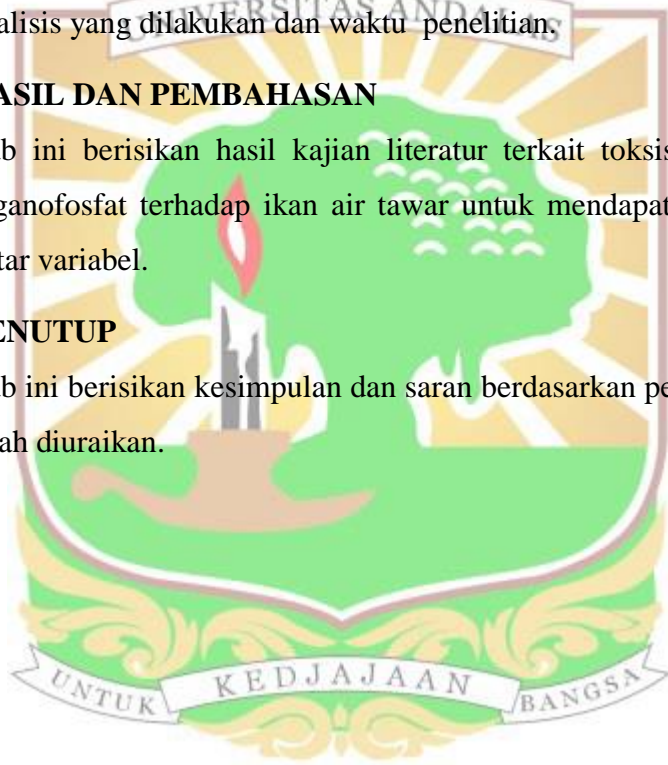 alisis yang dilakukan dan waktu penelitian.
UNIVERSITAS ANDALAS
ASIL DAN PEMBAHASAN
b ini berisikan hasil kajian literatur terkait toksis
ganofosfat terhadap ikan air tawar untuk mendapat
tar variabel.
ENUTUP
b ini berisikan kesimpulan dan saran berdasarkan pe
ah diuraikan.
UNTUK KEDJAJAAN BANGSA